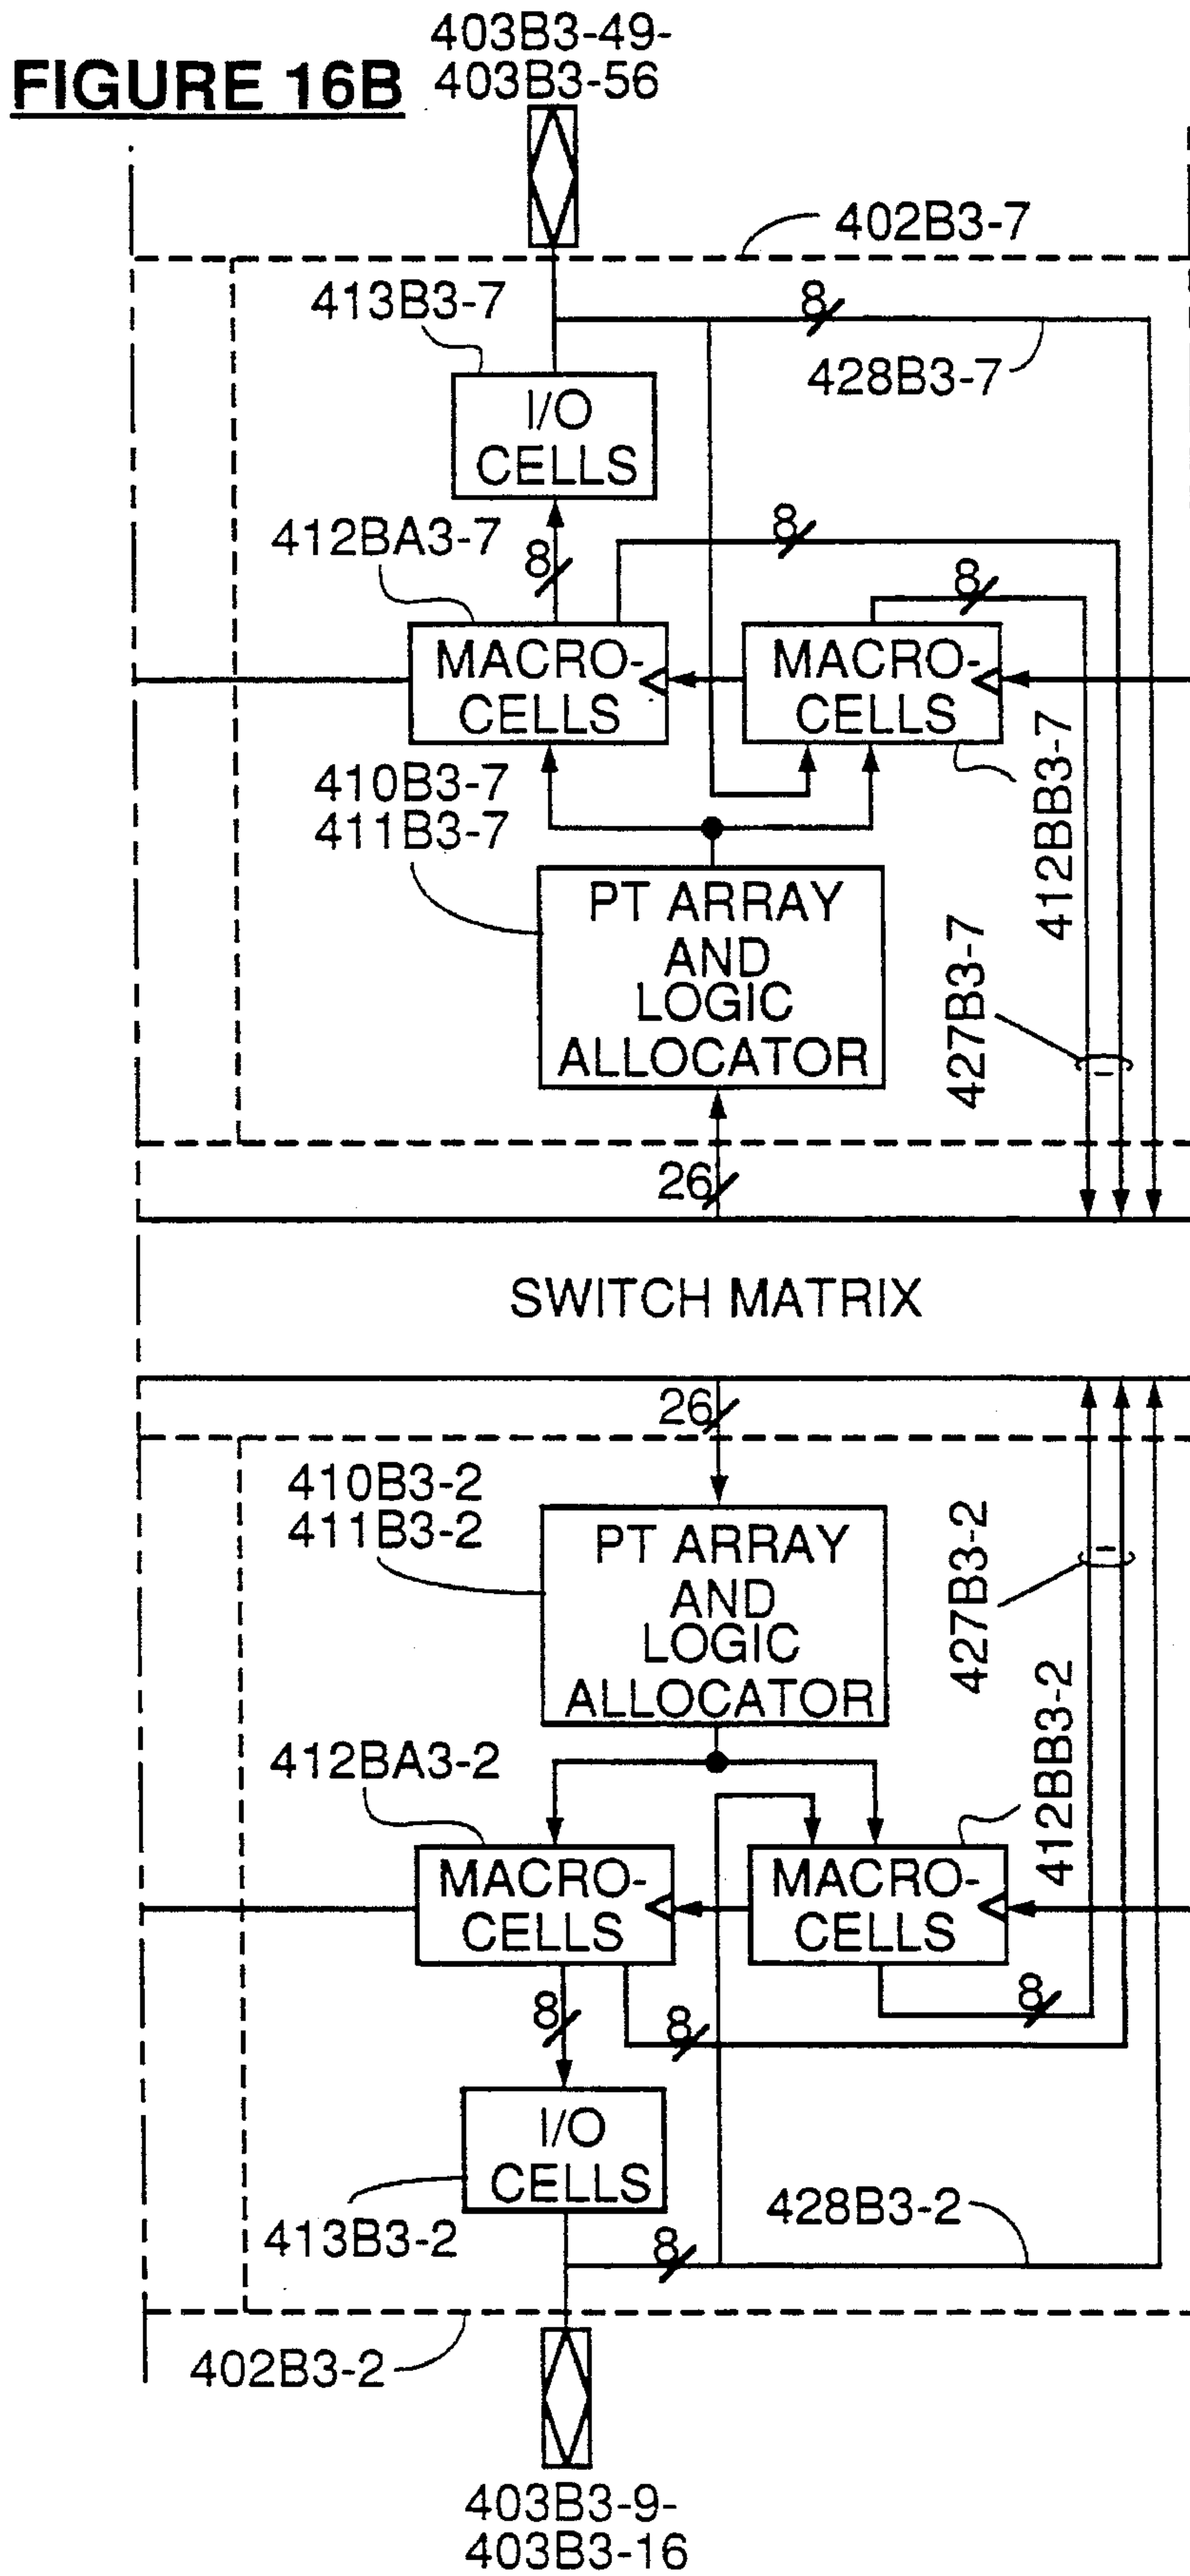 403B3-49-
FIGURE 16B
403B3-56
402B3-7
413B3-7
8
428B3-7
I/O
CELLS
412BA3-7
8
8
8
MACRO-
CELLS
MACRO-
CELLS
410B3-7
411B3-7
412BB3-7
PT ARRAY
AND
LOGIC
ALLOCATOR
427B3-7
26
SWITCH MATRIX
26
410B3-2
411B3-2
PT ARRAY
AND
LOGIC
ALLOCATOR
427B3-2
412BA3-2
412BB3-2
MACRO-
CELLS
MACRO-
CELLS
8
8
8
I/O
CELLS
413B3-2
8
428B3-2
402B3-2
403B3-9-
403B3-16